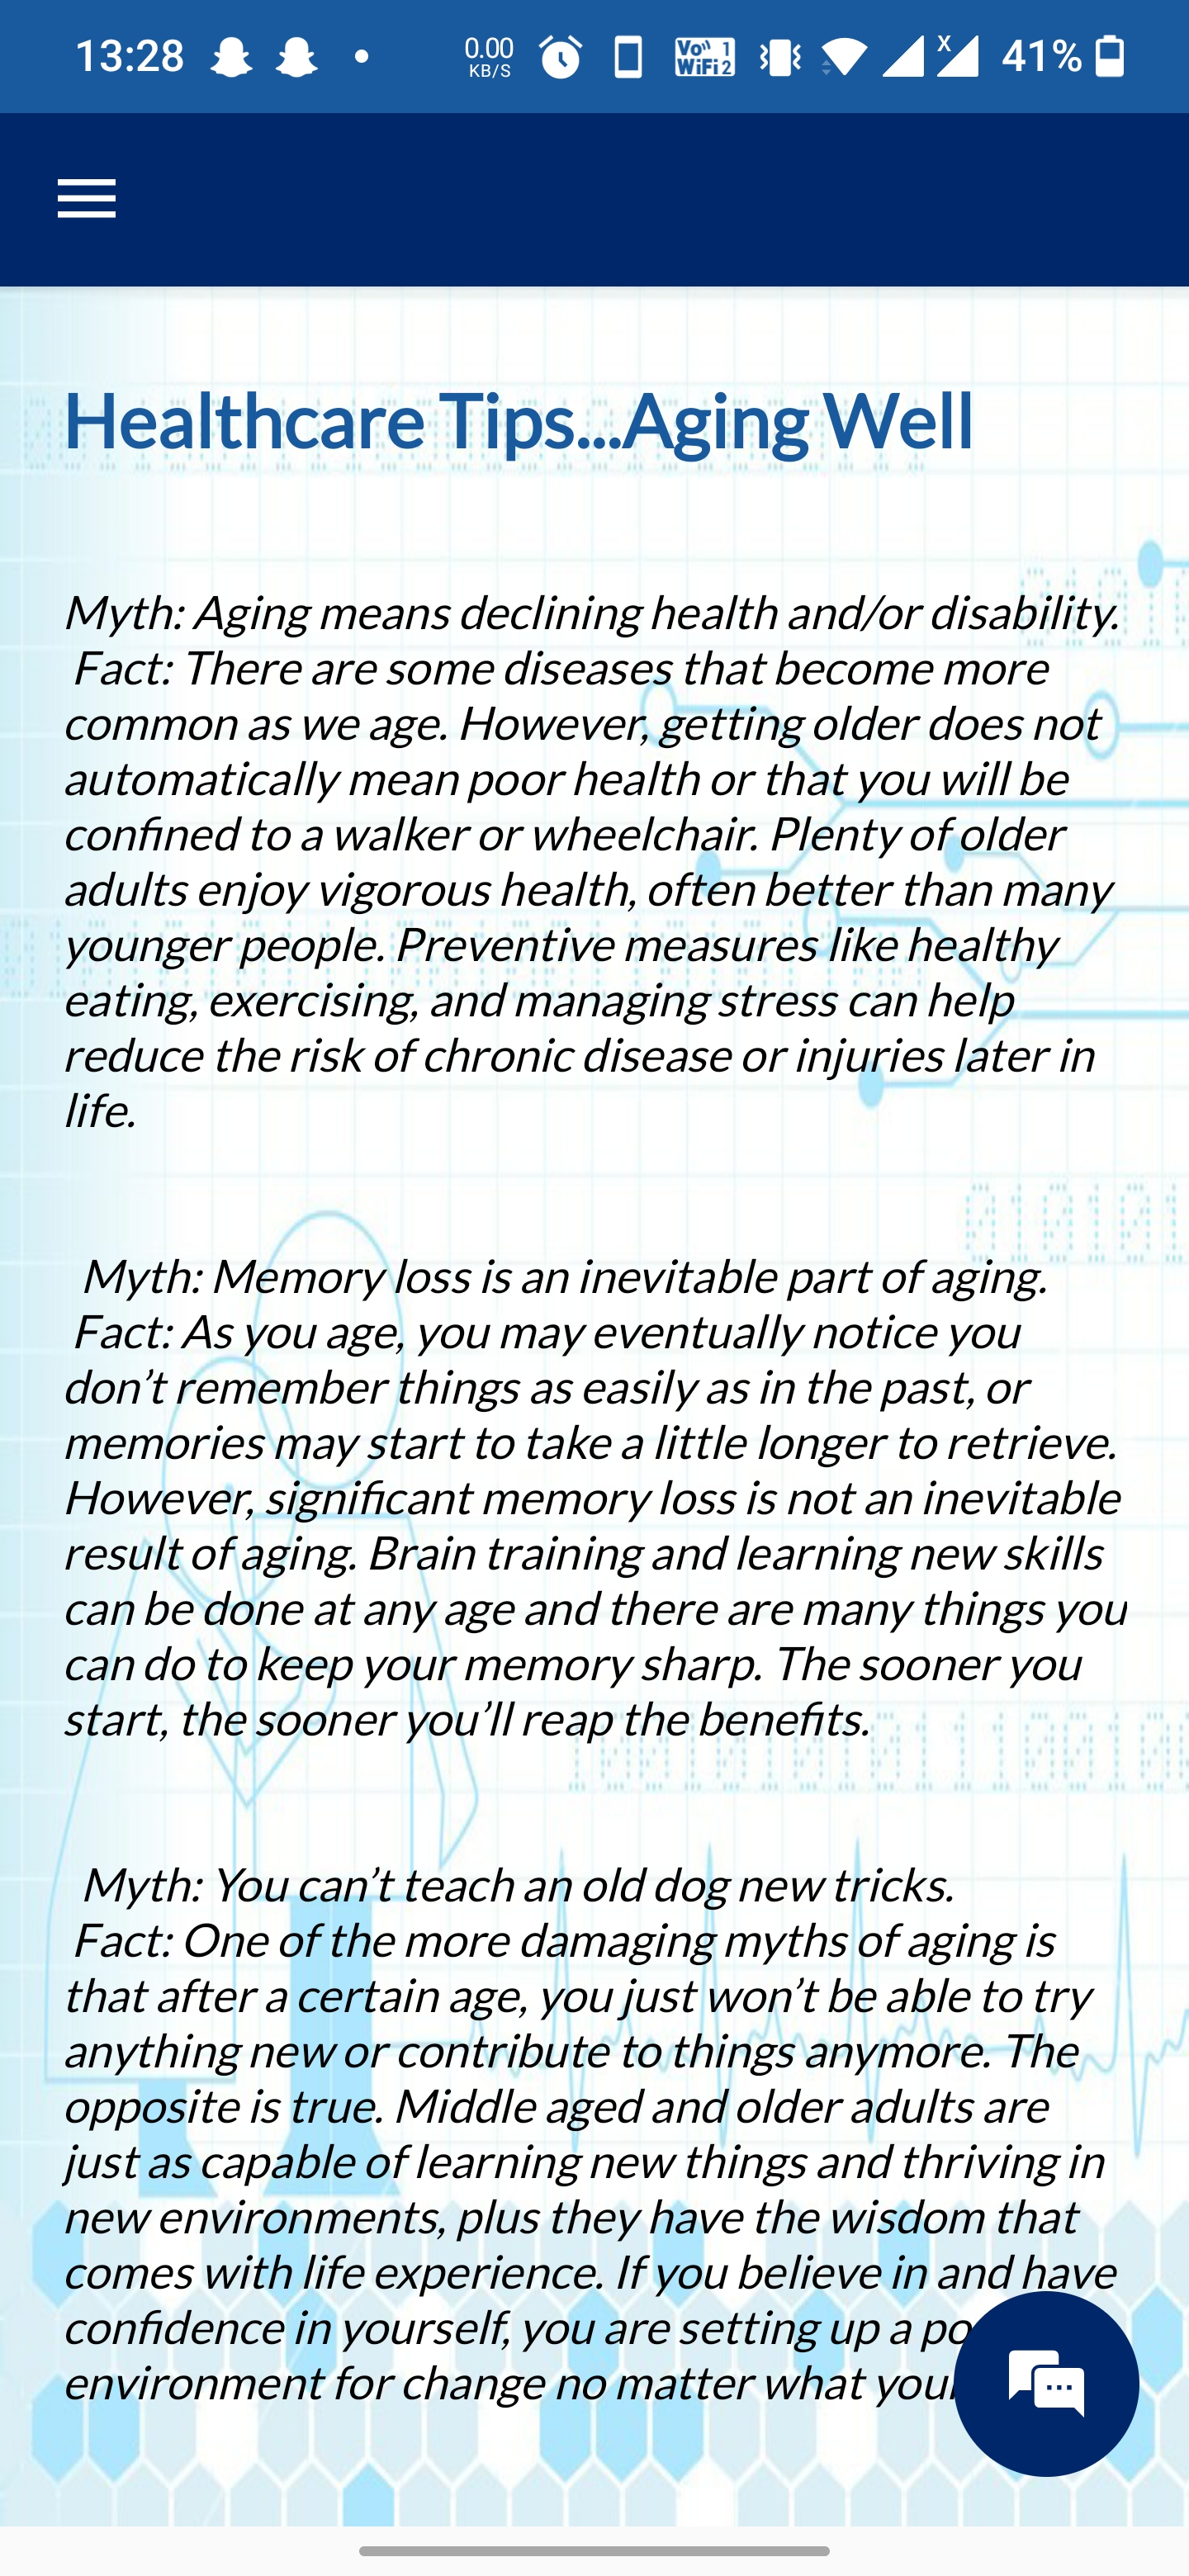 13:28
0.00 KB/S
Vo 1 WiFi 2
X
41%
Healthcare Tips...Aging Well
Myth: Aging means declining health and/or disability.
Fact: There are some diseases that become more
common as we age. However, getting older does not
automatically mean poor health or that you will be
confined to a walker or wheelchair. Plenty of older
adults enjoy vigorous health, often better than many
younger people. Preventive measures like healthy
eating, exercising, and managing stress can help
reduce the risk of chronic disease or injuries later in
life.
Myth: Memory loss is an inevitable part of aging.
Fact: As you age, you may eventually notice you
don’t remember things as easily as in the past, or
memories may start to take a little longer to retrieve.
However, significant memory loss is not an inevitable
result of aging. Brain training and learning new skills
can be done at any age and there are many things you
can do to keep your memory sharp. The sooner you
start, the sooner you’ll reap the benefits.
Myth: You can’t teach an old dog new tricks.
Fact: One of the more damaging myths of aging is
that after a certain age, you just won’t be able to try
anything new or contribute to things anymore. The
opposite is true. Middle aged and older adults are
just as capable of learning new things and thriving in
new environments, plus they have the wisdom that
comes with life experience. If you believe in and have
confidence in yourself, you are setting up a
environment for change no matter what